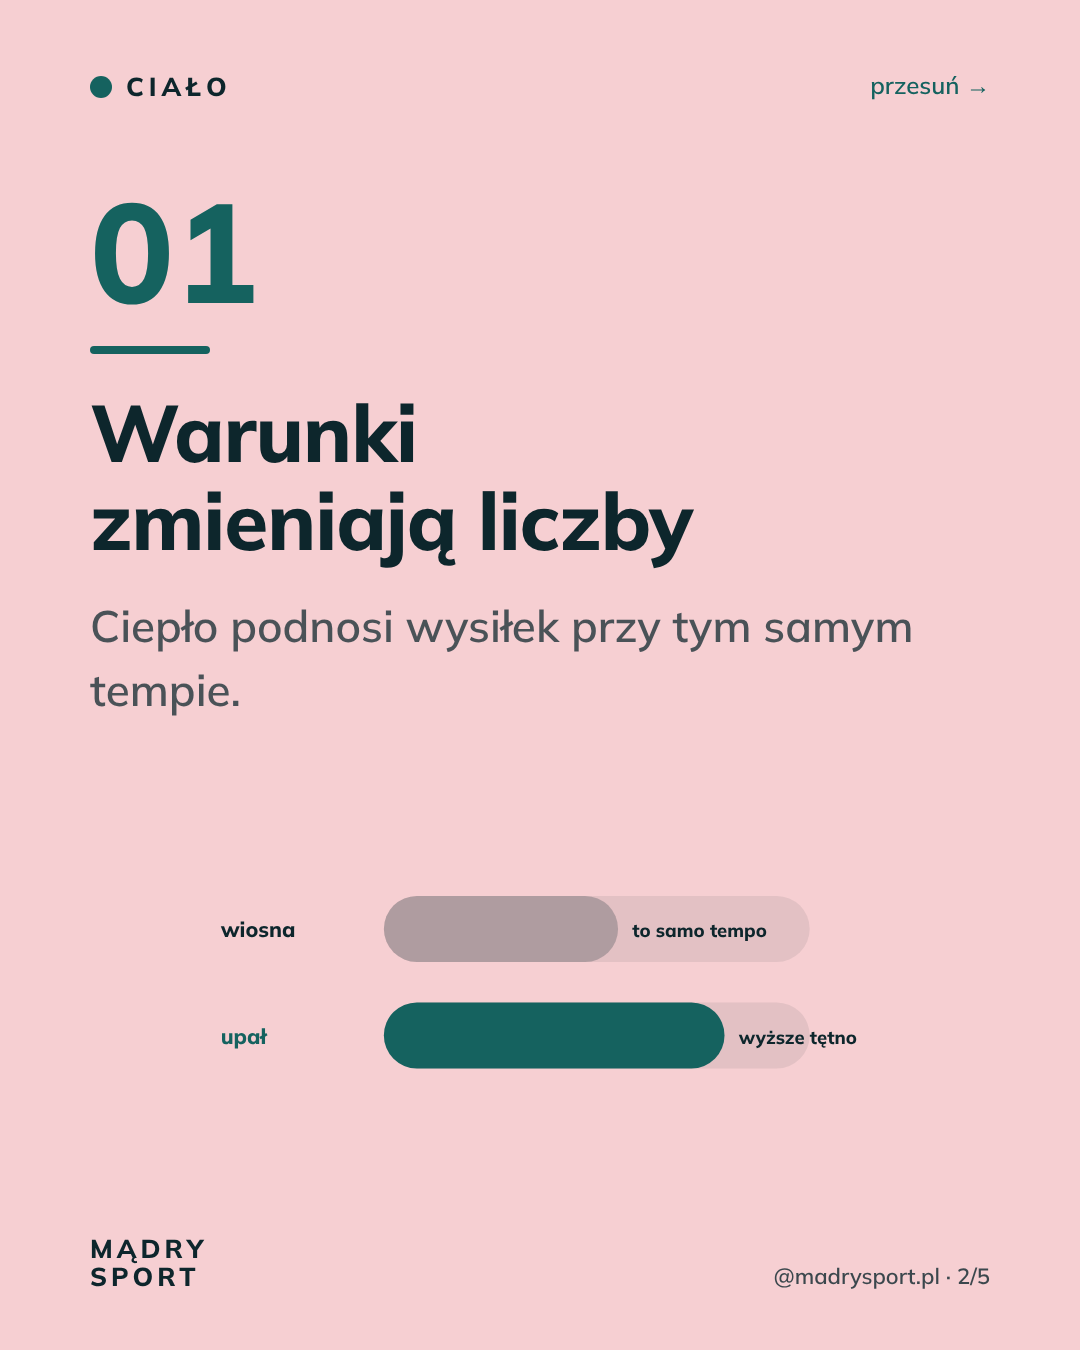 CIAŁO
przesuń →
01
Warunki
zmieniają liczby
Ciepło podnosi wysiłek przy tym samym
tempie.
wiosna
to samo tempo
upał
wyższe tętno
MĄDRY
SPORT
@madrysport.pl · 2/5